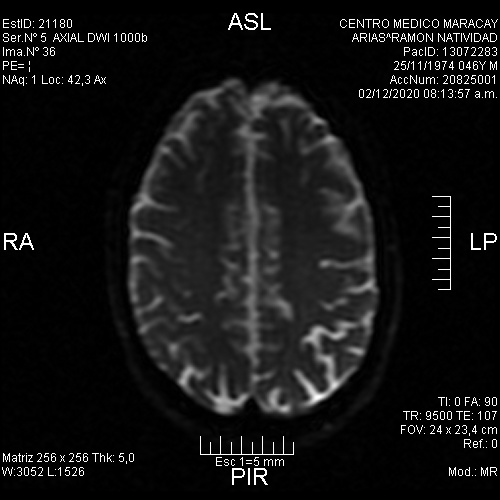 EstID: 21180
Ser.Nº 5 AXIAL DWI 1000b
Ima.Nº 36
PE= ¦
NAq: 1 Loc: 42,3 Ax
ASL
CENTRO MEDICO MARACAY
ARIAS^RAMON NATIVIDAD
PacID: 13072283
25/11/1974 046Y M
AccNum: 20825001
02/12/2020 08:13:57 a.m.
RA
LP
Matriz 256 x 256 Thk: 5,0
W:3052 L:1526
Esc 1=5 mm
PIR
TI: 0 FA: 90
TR: 9500 TE: 107
FOV: 24 x 23,4 cm
Ref.: 0
Mod.: MR